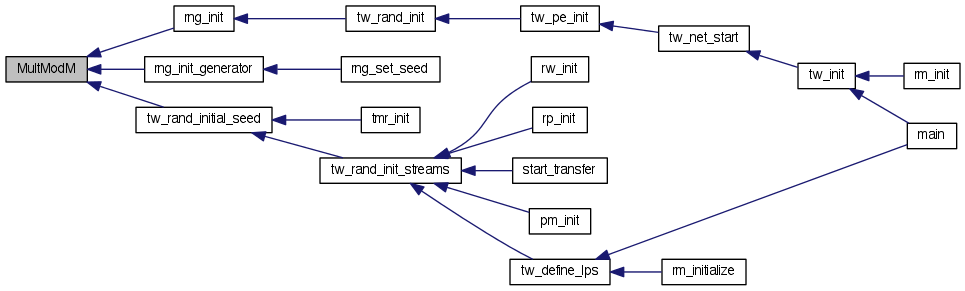 MultModM
rng_init
tw_rand_init
tw_pe_init
tw_net_start
tw_init
rm_init
main
rng_init_generator
rng_set_seed
tw_rand_initial_seed
tmr_init
tw_rand_init_streams
rw_init
rp_init
start_transfer
pm_init
tw_define_lps
rm_initialize